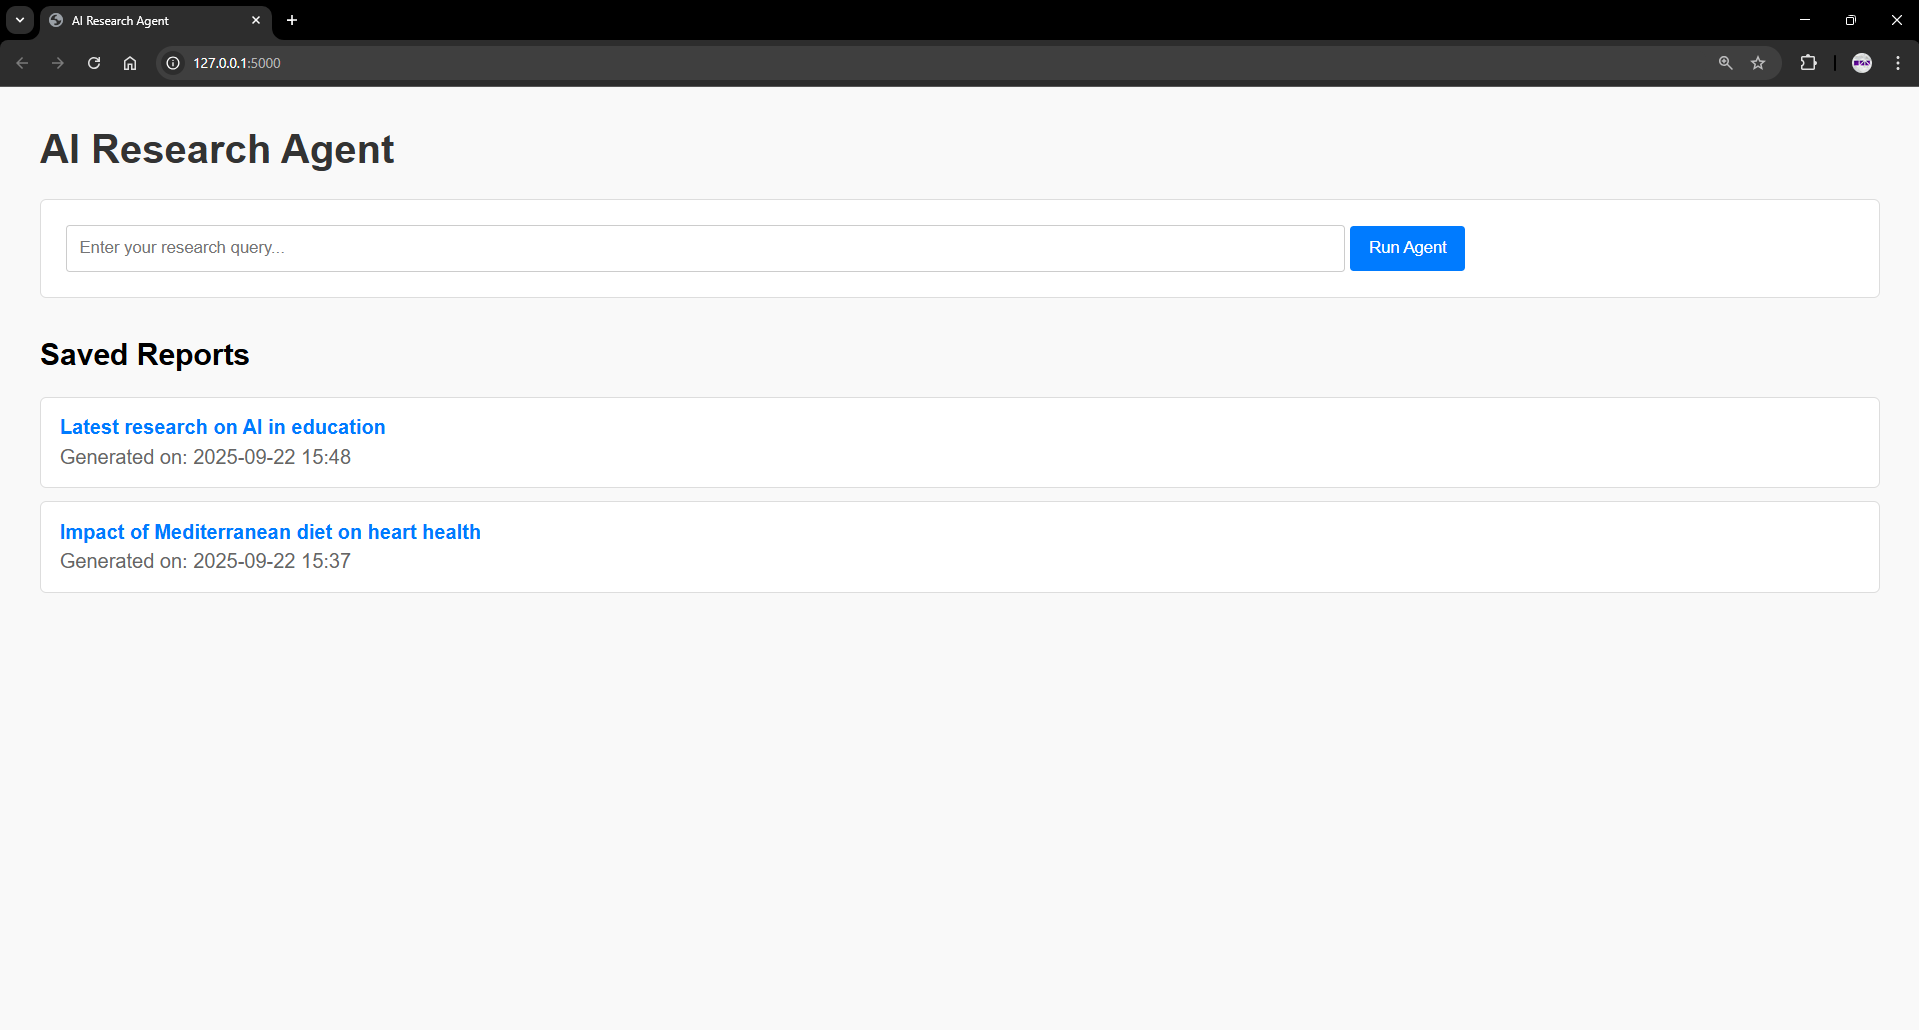 AI Research Agent
127.0.0.1:5000
AI Research Agent
Enter your research query...
Run Agent
Saved Reports
Latest research on AI in education
Generated on: 2025-09-22 15:48
Impact of Mediterranean diet on heart health
Generated on: 2025-09-22 15:37